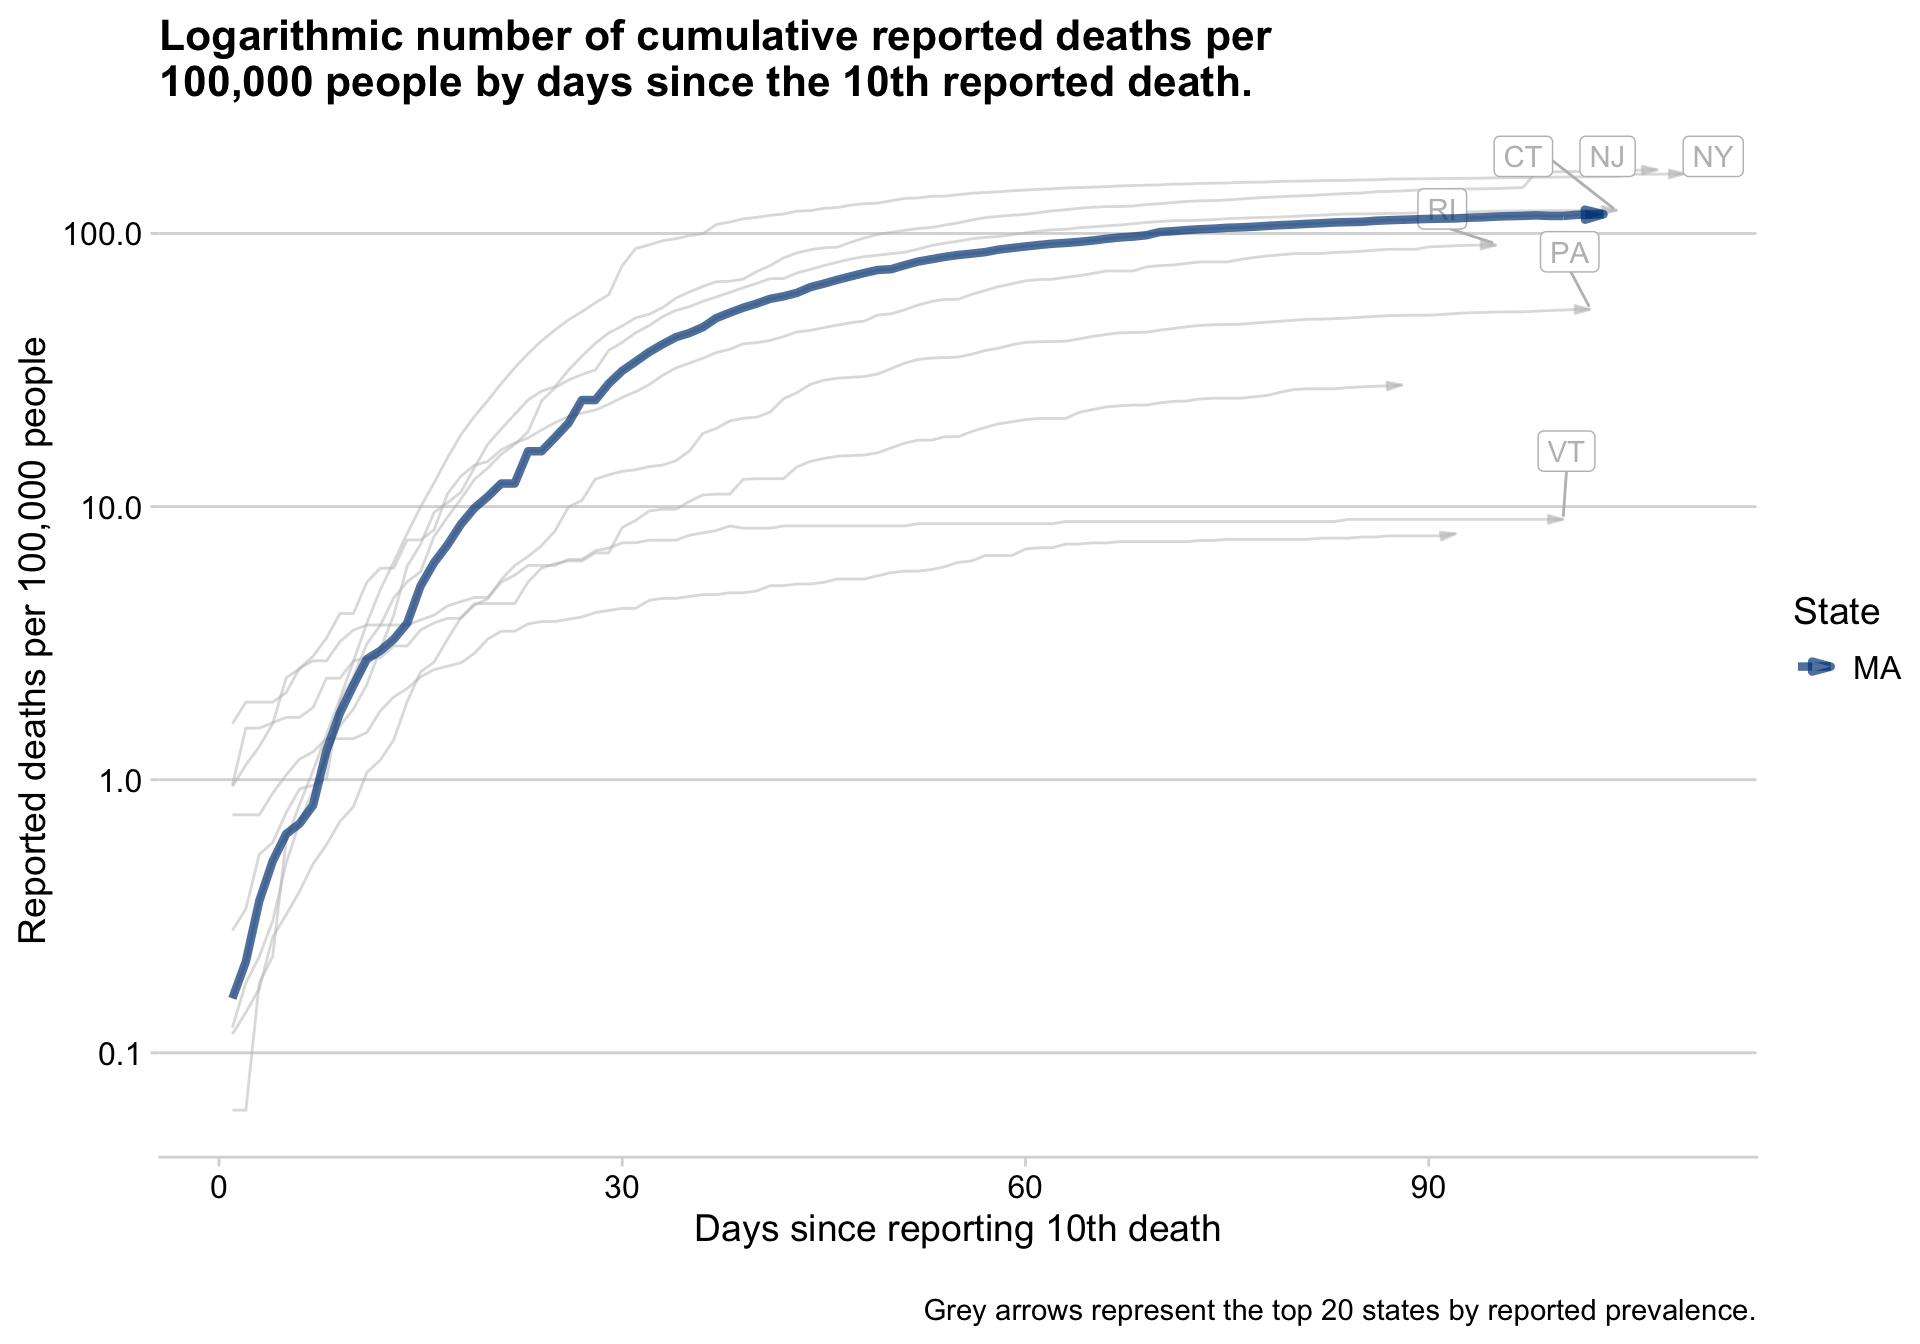 Logarithmic number of cumulative reported deaths per
100,000 people by days since the 10th reported death.
CT
NJ
NY
RI
PA
VT
100.0
10.0
1.0
0.1
Reported deaths per 100,000 people
0
30
60
90
Days since reporting 10th death
State
MA
Grey arrows represent the top 20 states by reported prevalence.